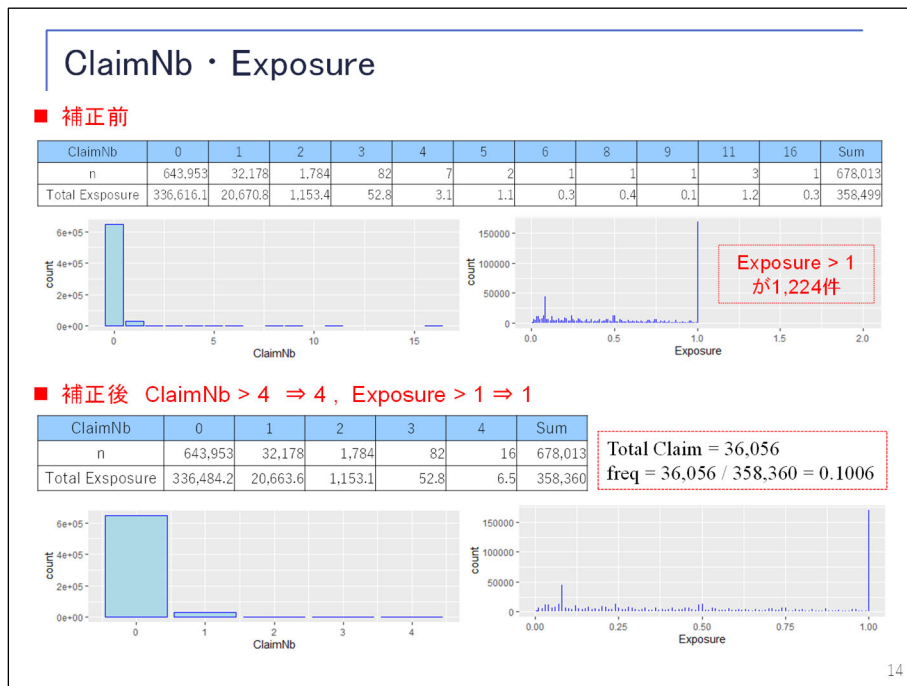 ClaimNb・Exposure
■ 補正前
ClaimNb 0 1 2 3 4 5 6 8 9 11 16 Sum
n 643,953 32,178 1,784 82 7 2 1 1 1 3 1 678,013
Total Exsposure 336,616.1 20,670.8 1,153.4 52.8 3.1 1.1 0.3 0.4 0.1 1.2 0.3 358,499
6e+05
4e+05
2e+05
0e+00
count
0 5 10 15
ClaimNb
150000
100000
50000
0
count
0.0 0.5 1.0 1.5 2.0
Exposure
Exposure > 1
が1,224件
■ 補正後 ClaimNb > 4 ⇒ 4 , Exposure > 1 ⇒ 1
ClaimNb 0 1 2 3 4 Sum
n 643,953 32,178 1,784 82 16 678,013
Total Exsposure 336,484.2 20,663.6 1,153.1 52.8 6.5 358,360
Total Claim = 36,056
freq = 36,056 / 358,360 = 0.1006
6e+05
4e+05
2e+05
0e+00
count
0 1 2 3 4
ClaimNb
150000
100000
50000
0
count
0.00 0.25 0.50 0.75 1.00
Exposure
14